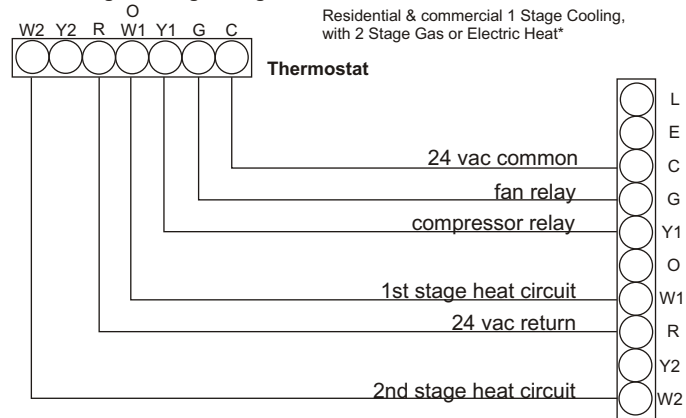 Residential & commercial 1 Stage Cooling,
with 2 Stage Gas or Electric Heat*
O
W2 Y2 R W1 Y1 G C
Thermostat
L
E
24 vac common C
fan relay G
compressor relay Y1
O
1st stage heat circuit W1
24 vac return R
Y2
2nd stage heat circuit W2